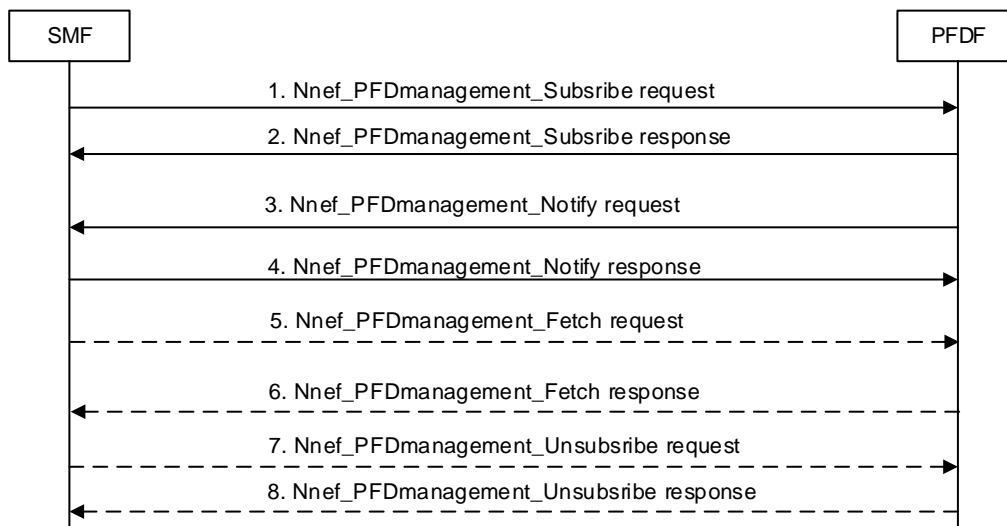 SMF
PFDF
1. Nnef_PFDmanagement_Subsribe request
2. Nnef_PFDmanagement_Subsribe response
3. Nnef_PFDmanagement_Notify request
4. Nnef_PFDmanagement_Notify response
5. Nnef_PFDmanagement_Fetch request
6. Nnef_PFDmanagement_Fetch response
7. Nnef_PFDmanagement_Unsubsribe request
8. Nnef_PFDmanagement_Unsubsribe response